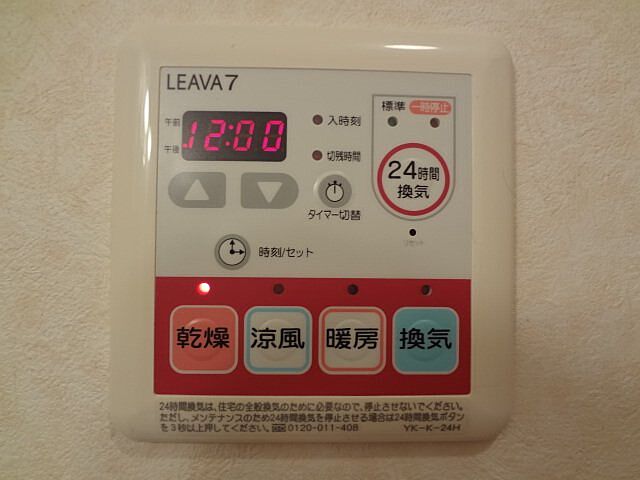 LEAVA7
標準 一時停止
午前
12:00
入時刻
午後
切残時間
24時間
換気
タイマー切替
リセット
時刻/セット
乾燥 涼風 暖房 換気
24時間換気は、住宅の全般換気のために必要なので、停止させないでください。
ただし、メンテナンスのため24時間換気を停止させる場合は24時間換気ボタン
を3秒以上押してください。 0120-011-408 YK-K-24H